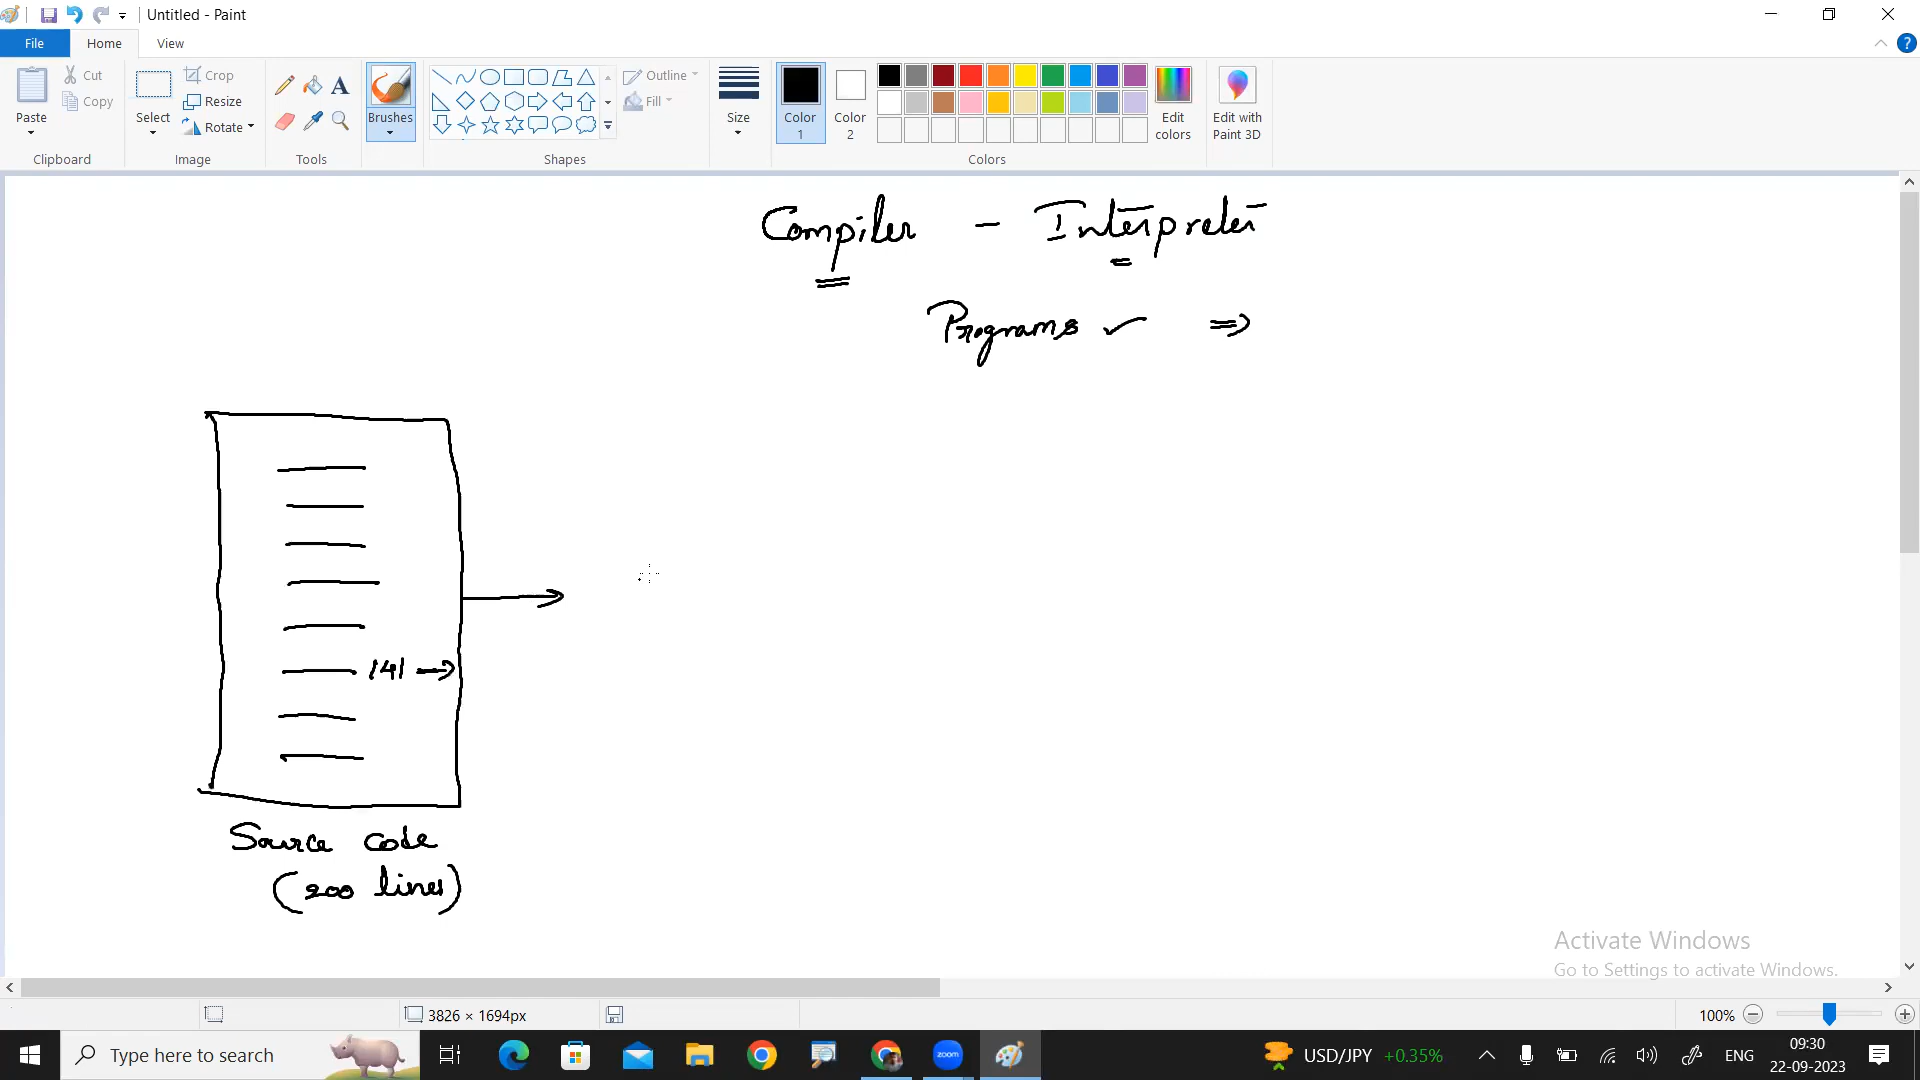 Untitled - Paint
File Home View
Paste
Cut
Copy
Clipboard
Select
Crop
Resize
Rotate
Image
A
Tools
Brushes
Outline
Fill
Shapes
Size
Color 1
Color 2
Edit colors
Edit with Paint 3D
Colors
?
Compiler - Interpreter
Programs ✓ ⇒
141 →
Source code
(200 lines)
Activate Windows
Go to Settings to activate Windows.
3826 × 1694px
100%
Type here to search
zoom
USD/JPY +0.35%
ENG
09:30
22-09-2023